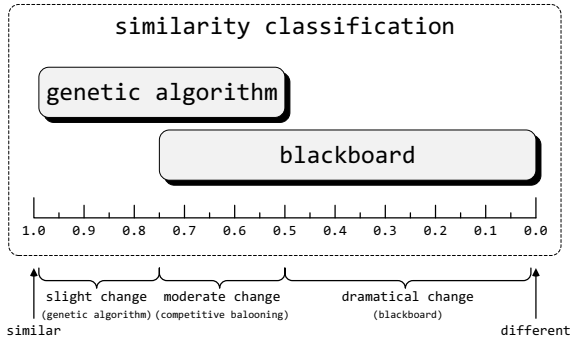 similarity classification
genetic algorithm
blackboard
1.0 0.9 0.8 0.7 0.6 0.5 0.4 0.3 0.2 0.1 0.0
slight change moderate change dramatical change
(genetic algorithm) (competitive balooning) (blackboard)
similar different